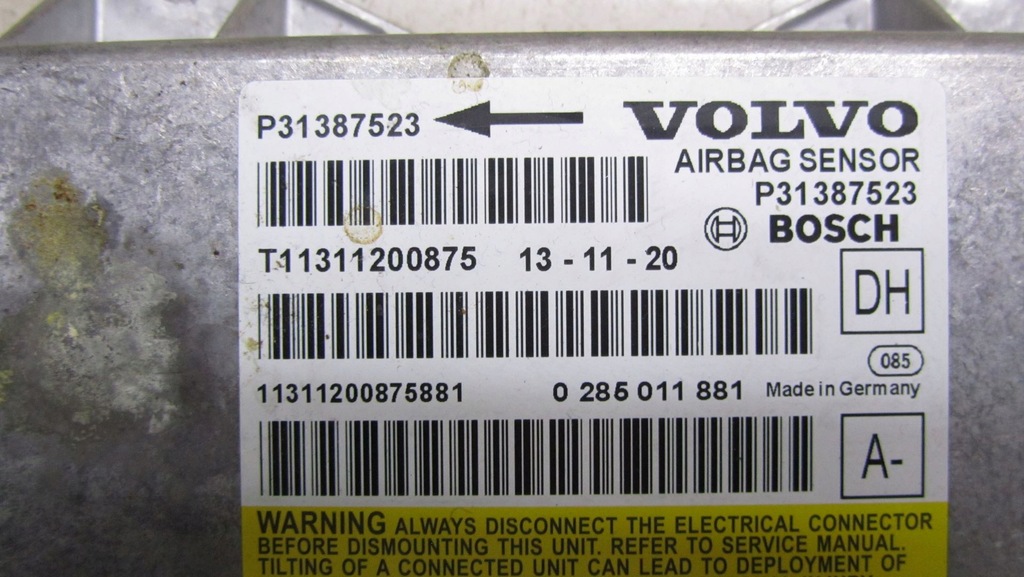 P31387523 VOLVO
AIRBAG SENSOR
P31387523
BOSCH
T11311200875 13 - 11 - 20
DH
085
11311200875881 0 285 011 881 Made in Germany
A-
WARNING ALWAYS DISCONNECT THE ELECTRICAL CONNECTOR
BEFORE DISMOUNTING THIS UNIT. REFER TO SERVICE MANUAL.
TILTING OF A CONNECTED UNIT CAN LEAD TO DEPLOYMENT OF